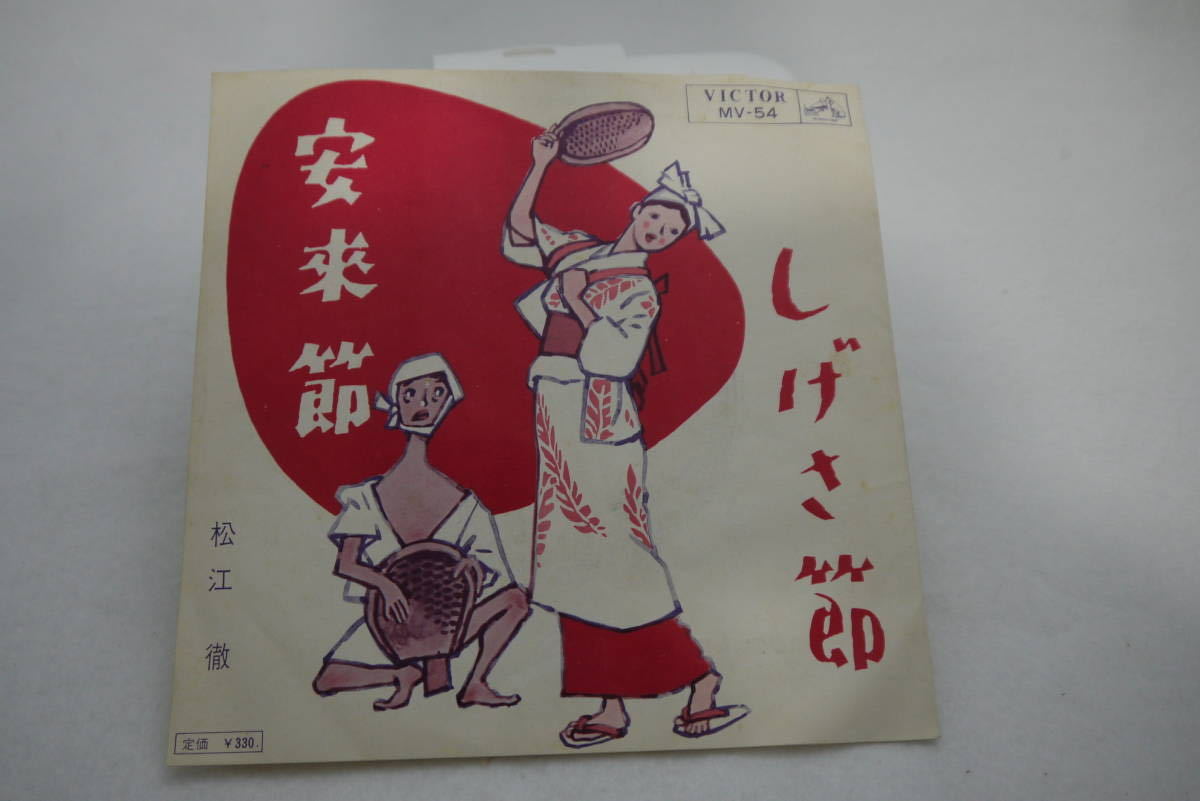 VICTOR
MV-54
しげさ節
安来節
松江 徹
定価 ￥330.